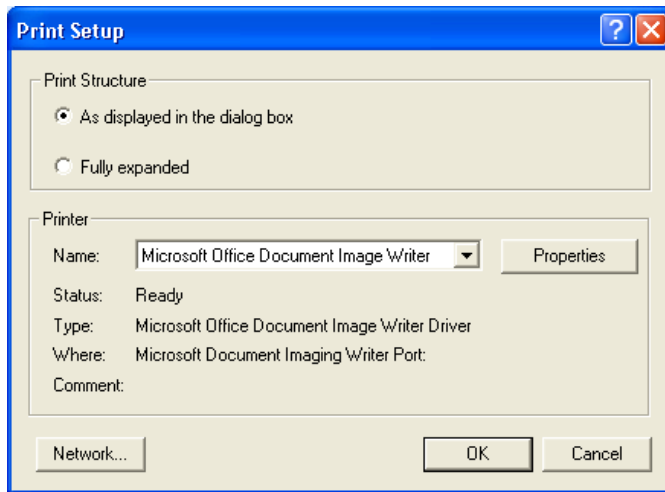 Print Setup
Print Structure
As displayed in the dialog box
Fully expanded
Printer
Name: Microsoft Office Document Image Writer Properties
Status: Ready
Type: Microsoft Office Document Image Writer Driver
Where: Microsoft Document Imaging Writer Port:
Comment:
Network... OK Cancel